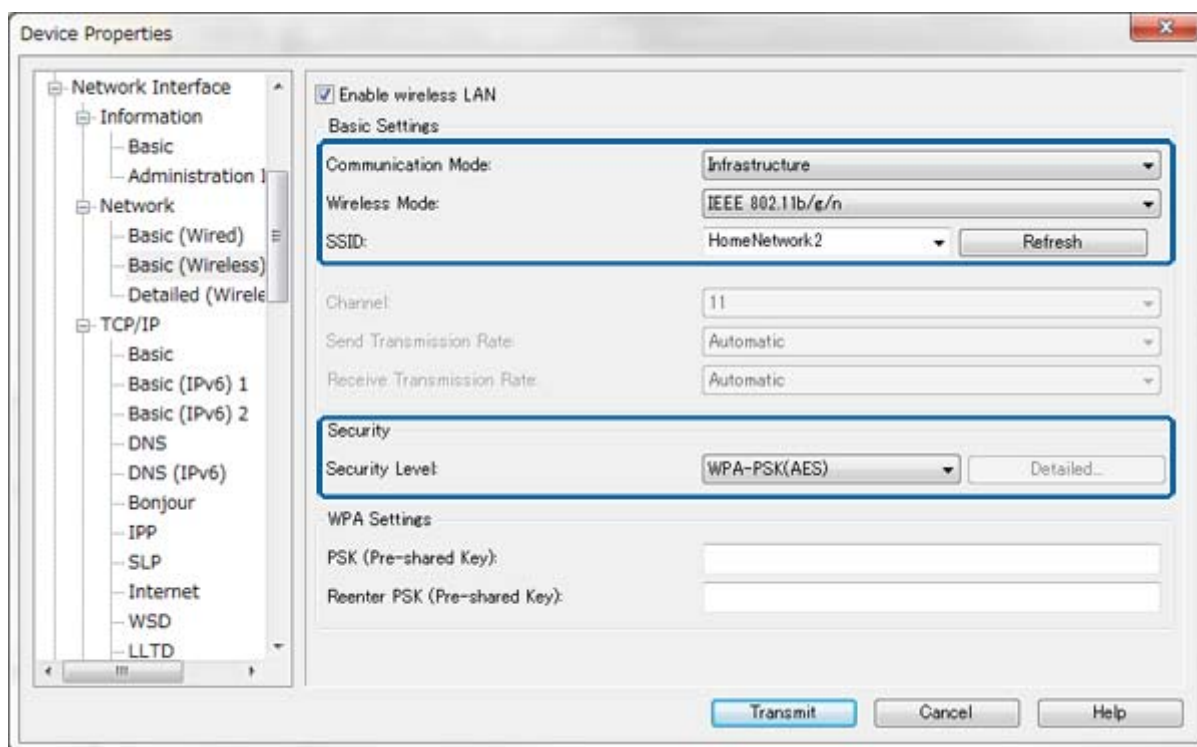 Device Properties
Network Interface
Information
Basic
Administration I
Network
Basic (Wired)
Basic (Wireless)
Detailed (Wirele
TCP/IP
Basic
Basic (IPv6) 1
Basic (IPv6) 2
DNS
DNS (IPv6)
Bonjour
IPP
SLP
Internet
WSD
LLTD
Enable wireless LAN
Basic Settings
Communication Mode: Infrastructure
Wireless Mode: IEEE 802.11b/g/n
SSID: HomeNetwork2 Refresh
Channel: 11
Send Transmission Rate: Automatic
Receive Transmission Rate: Automatic
Security
Security Level: WPA-PSK(AES) Detailed...
WPA Settings
PSK (Pre-shared Key):
Reenter PSK (Pre-shared Key):
Transmit Cancel Help